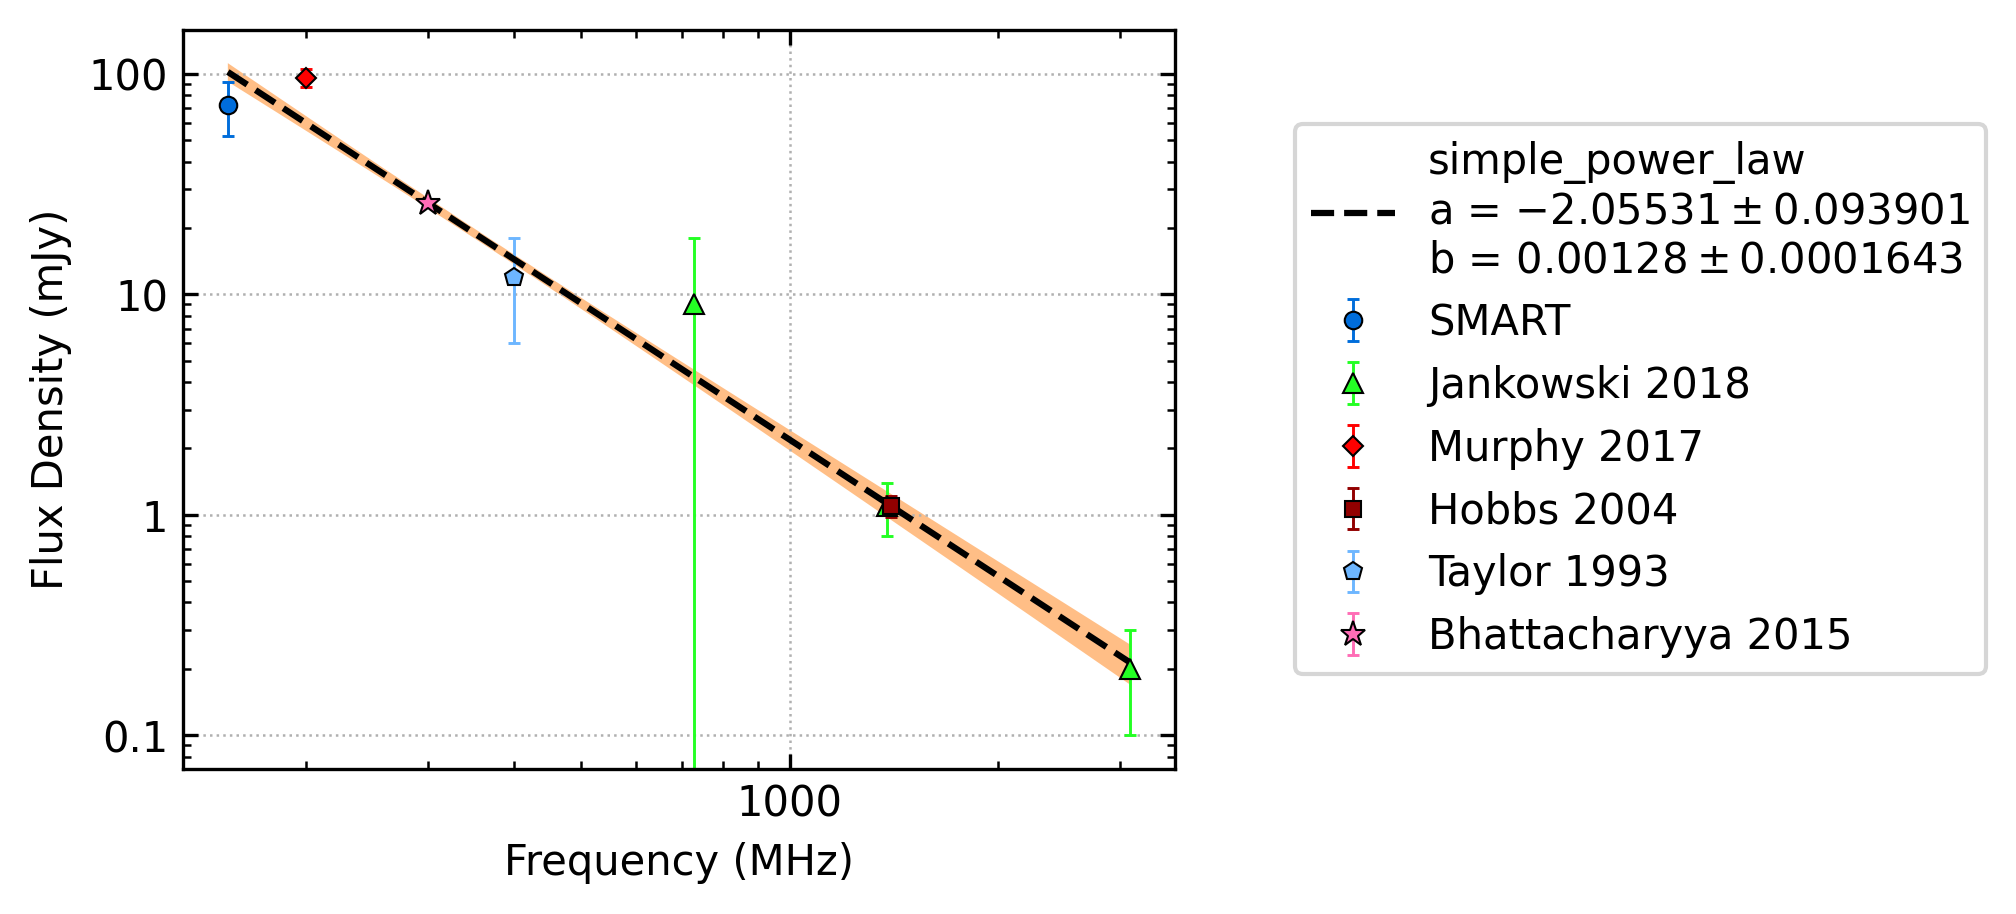 100
10
1
0.1
Flux Density (mJy)
1000
Frequency (MHz)
simple_power_law
a = −2.05531 ± 0.093901
b = 0.00128 ± 0.0001643
SMART
Jankowski 2018
Murphy 2017
Hobbs 2004
Taylor 1993
Bhattacharyya 2015